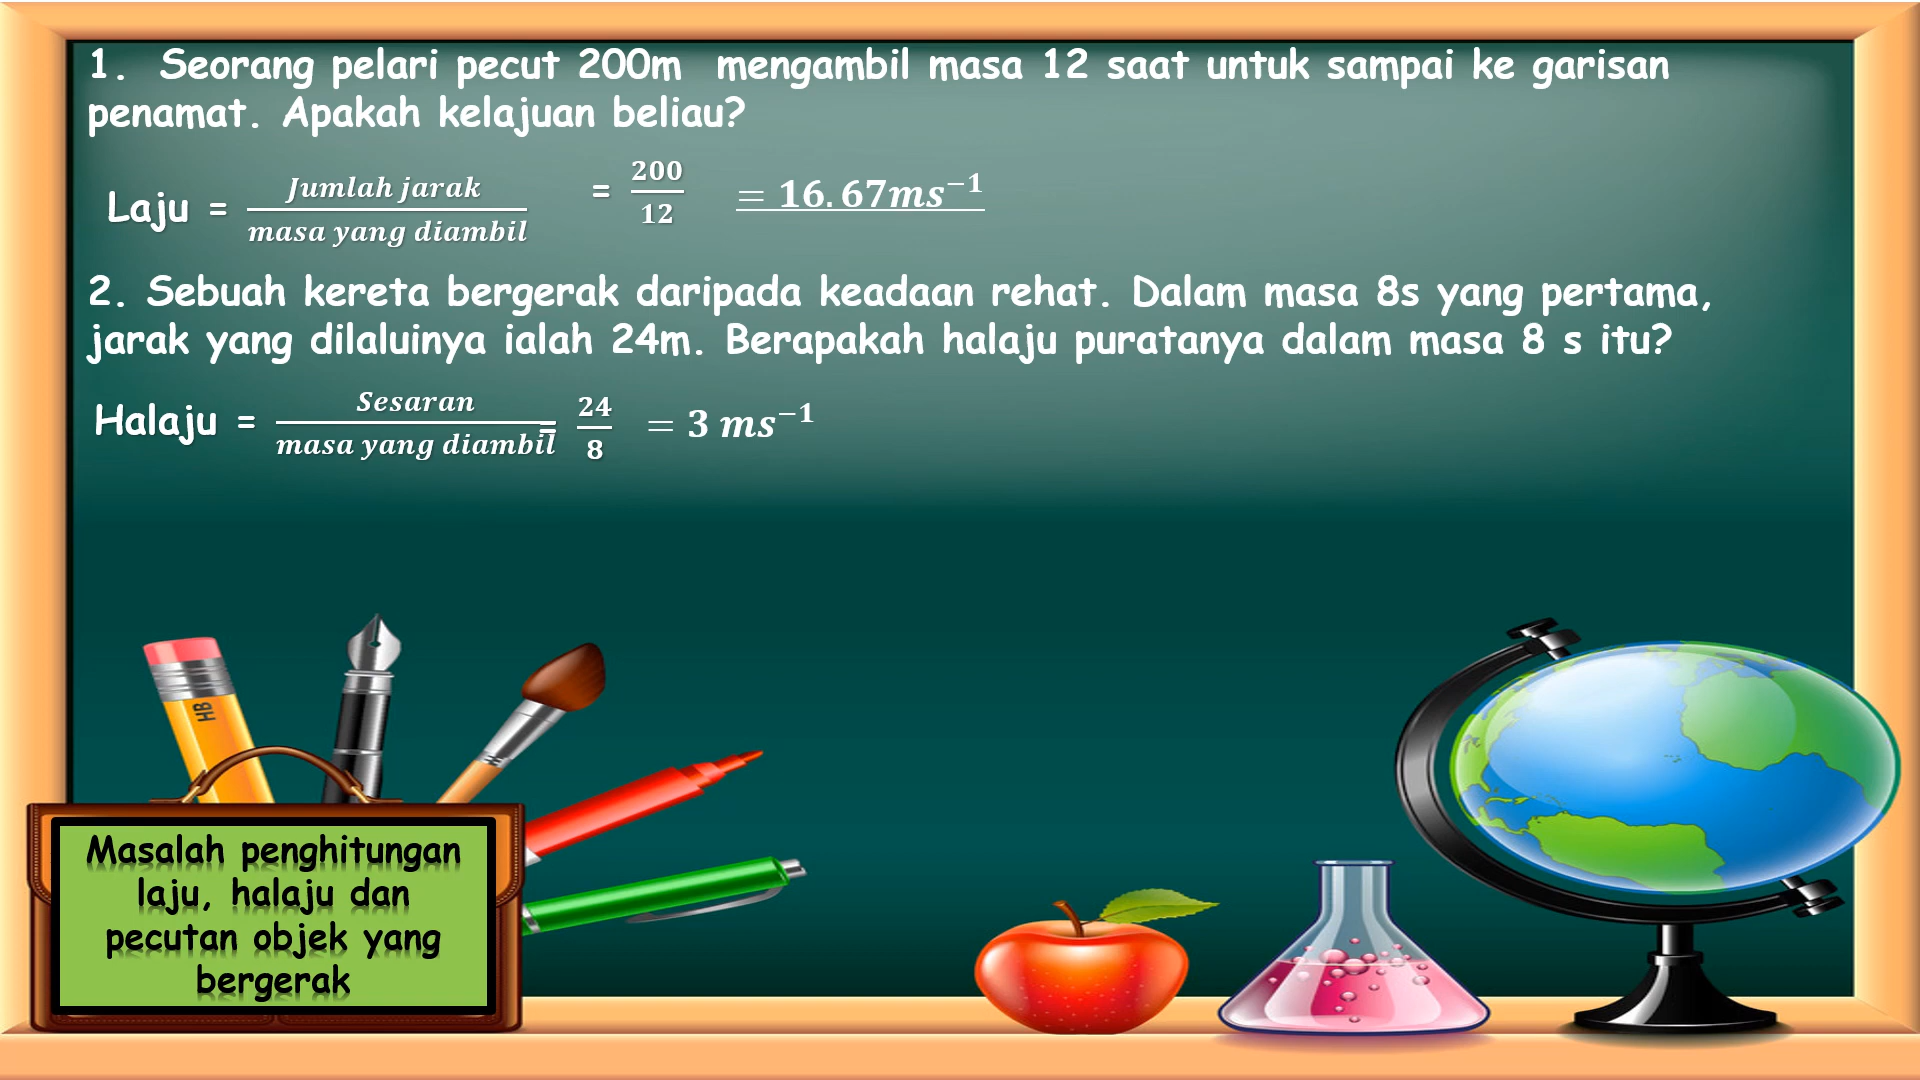 1. Seorang pelari pecut 200m mengambil masa 12 saat untuk sampai ke garisan
penamat. Apakah kelajuan beliau?
Laju = Jumlah jarak / masa yang diambil = 200/12 = 16.67ms⁻¹
2. Sebuah kereta bergerak daripada keadaan rehat. Dalam masa 8s yang pertama,
jarak yang dilaluinya ialah 24m. Berapakah halaju puratanya dalam masa 8 s itu?
Halaju = Sesaran / masa yang diambil = 24/8 = 3 ms⁻¹
HB
Masalah penghitungan
laju, halaju dan
pecutan objek yang
bergerak